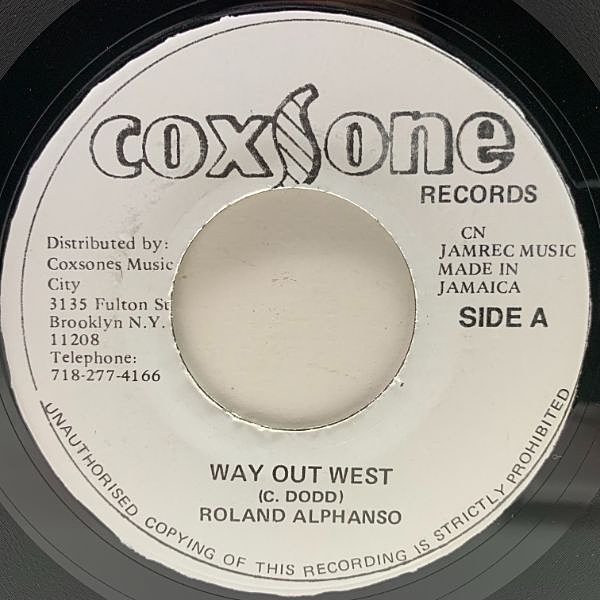 coxsone
RECORDS
Distributed by:
Coxsones Music
City
3135 Fulton St
Brooklyn N.Y.
11208
Telephone:
718-277-4166
CN
JAMREC MUSIC
MADE IN
JAMAICA
SIDE A
WAY OUT WEST
(C. DODD)
ROLAND ALPHANSO
UNAUTHORISED COPYING OF THIS RECORDING IS STRICTLY PROHIBITED